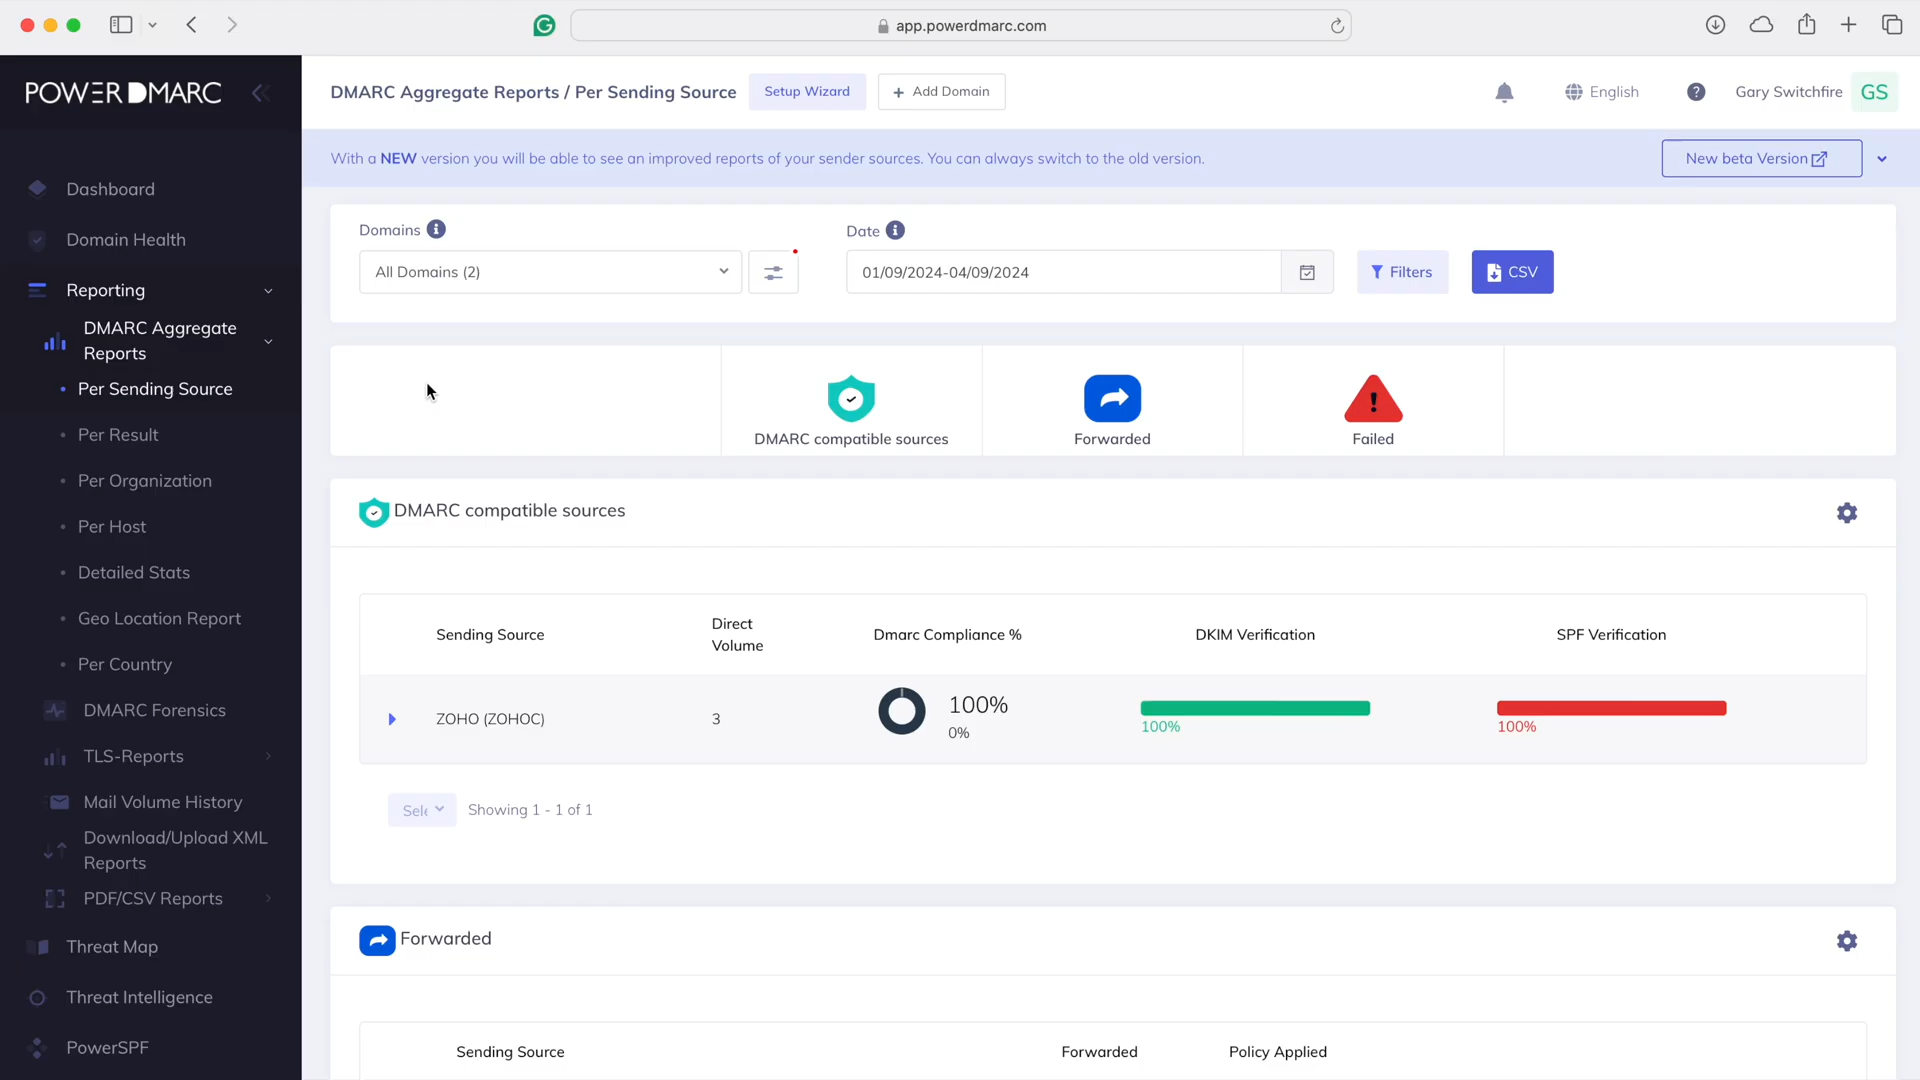 app.powerdmarc.com
POWER DMARC
DMARC Aggregate Reports / Per Sending Source
Setup Wizard
+ Add Domain
English
?
Gary Switchfire
GS
With a NEW version you will be able to see an improved reports of your sender sources. You can always switch to the old version.
New beta Version
Dashboard
Domain Health
Reporting
DMARC Aggregate
Reports
Per Sending Source
Per Result
Per Organization
Per Host
Detailed Stats
Geo Location Report
Per Country
DMARC Forensics
TLS-Reports
Mail Volume History
Download/Upload XML
Reports
PDF/CSV Reports
Threat Map
Threat Intelligence
PowerSPF
Domains
Date
All Domains (2)
01/09/2024-04/09/2024
Filters
CSV
DMARC compatible sources
Forwarded
Failed
DMARC compatible sources
Sending Source
Direct
Volume
Dmarc Compliance %
DKIM Verification
SPF Verification
ZOHO (ZOHOC)
3
100%
0%
100%
100%
Sele
Showing 1 - 1 of 1
Forwarded
Sending Source
Forwarded
Policy Applied